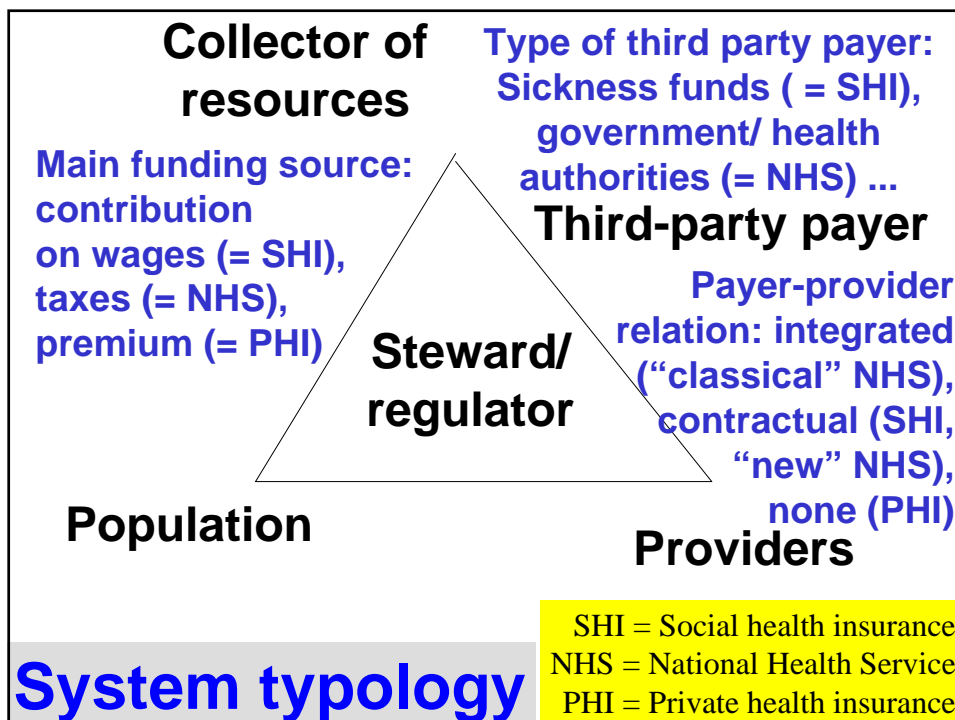 Collector of
resources
Type of third party payer:
Sickness funds ( = SHI),
government/ health
authorities (= NHS) ...
Third-party payer
Main funding source:
contribution
on wages (= SHI),
taxes (= NHS),
premium (= PHI)
Steward/
regulator
Payer-provider
relation: integrated
(“classical” NHS),
contractual (SHI,
“new” NHS),
none (PHI)
Population
Providers
System typology
SHI = Social health insurance
NHS = National Health Service
PHI = Private health insurance